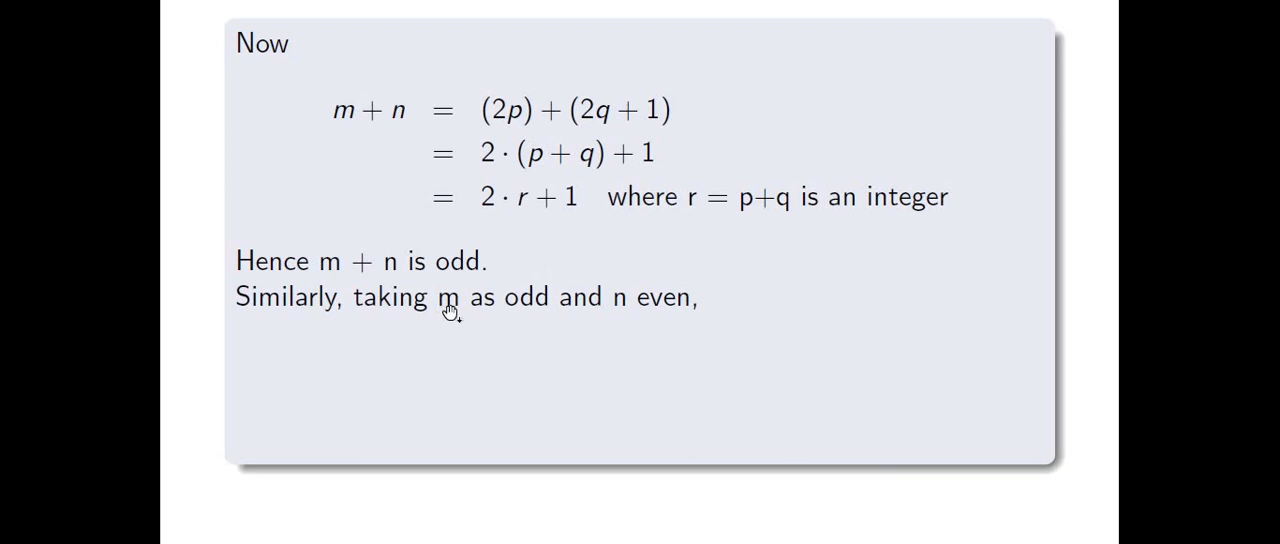 Now
m + n = (2p) + (2q + 1)
= 2 · (p + q) + 1
= 2 · r + 1 where r = p+q is an integer
Hence m + n is odd.
Similarly, taking m as odd and n even,